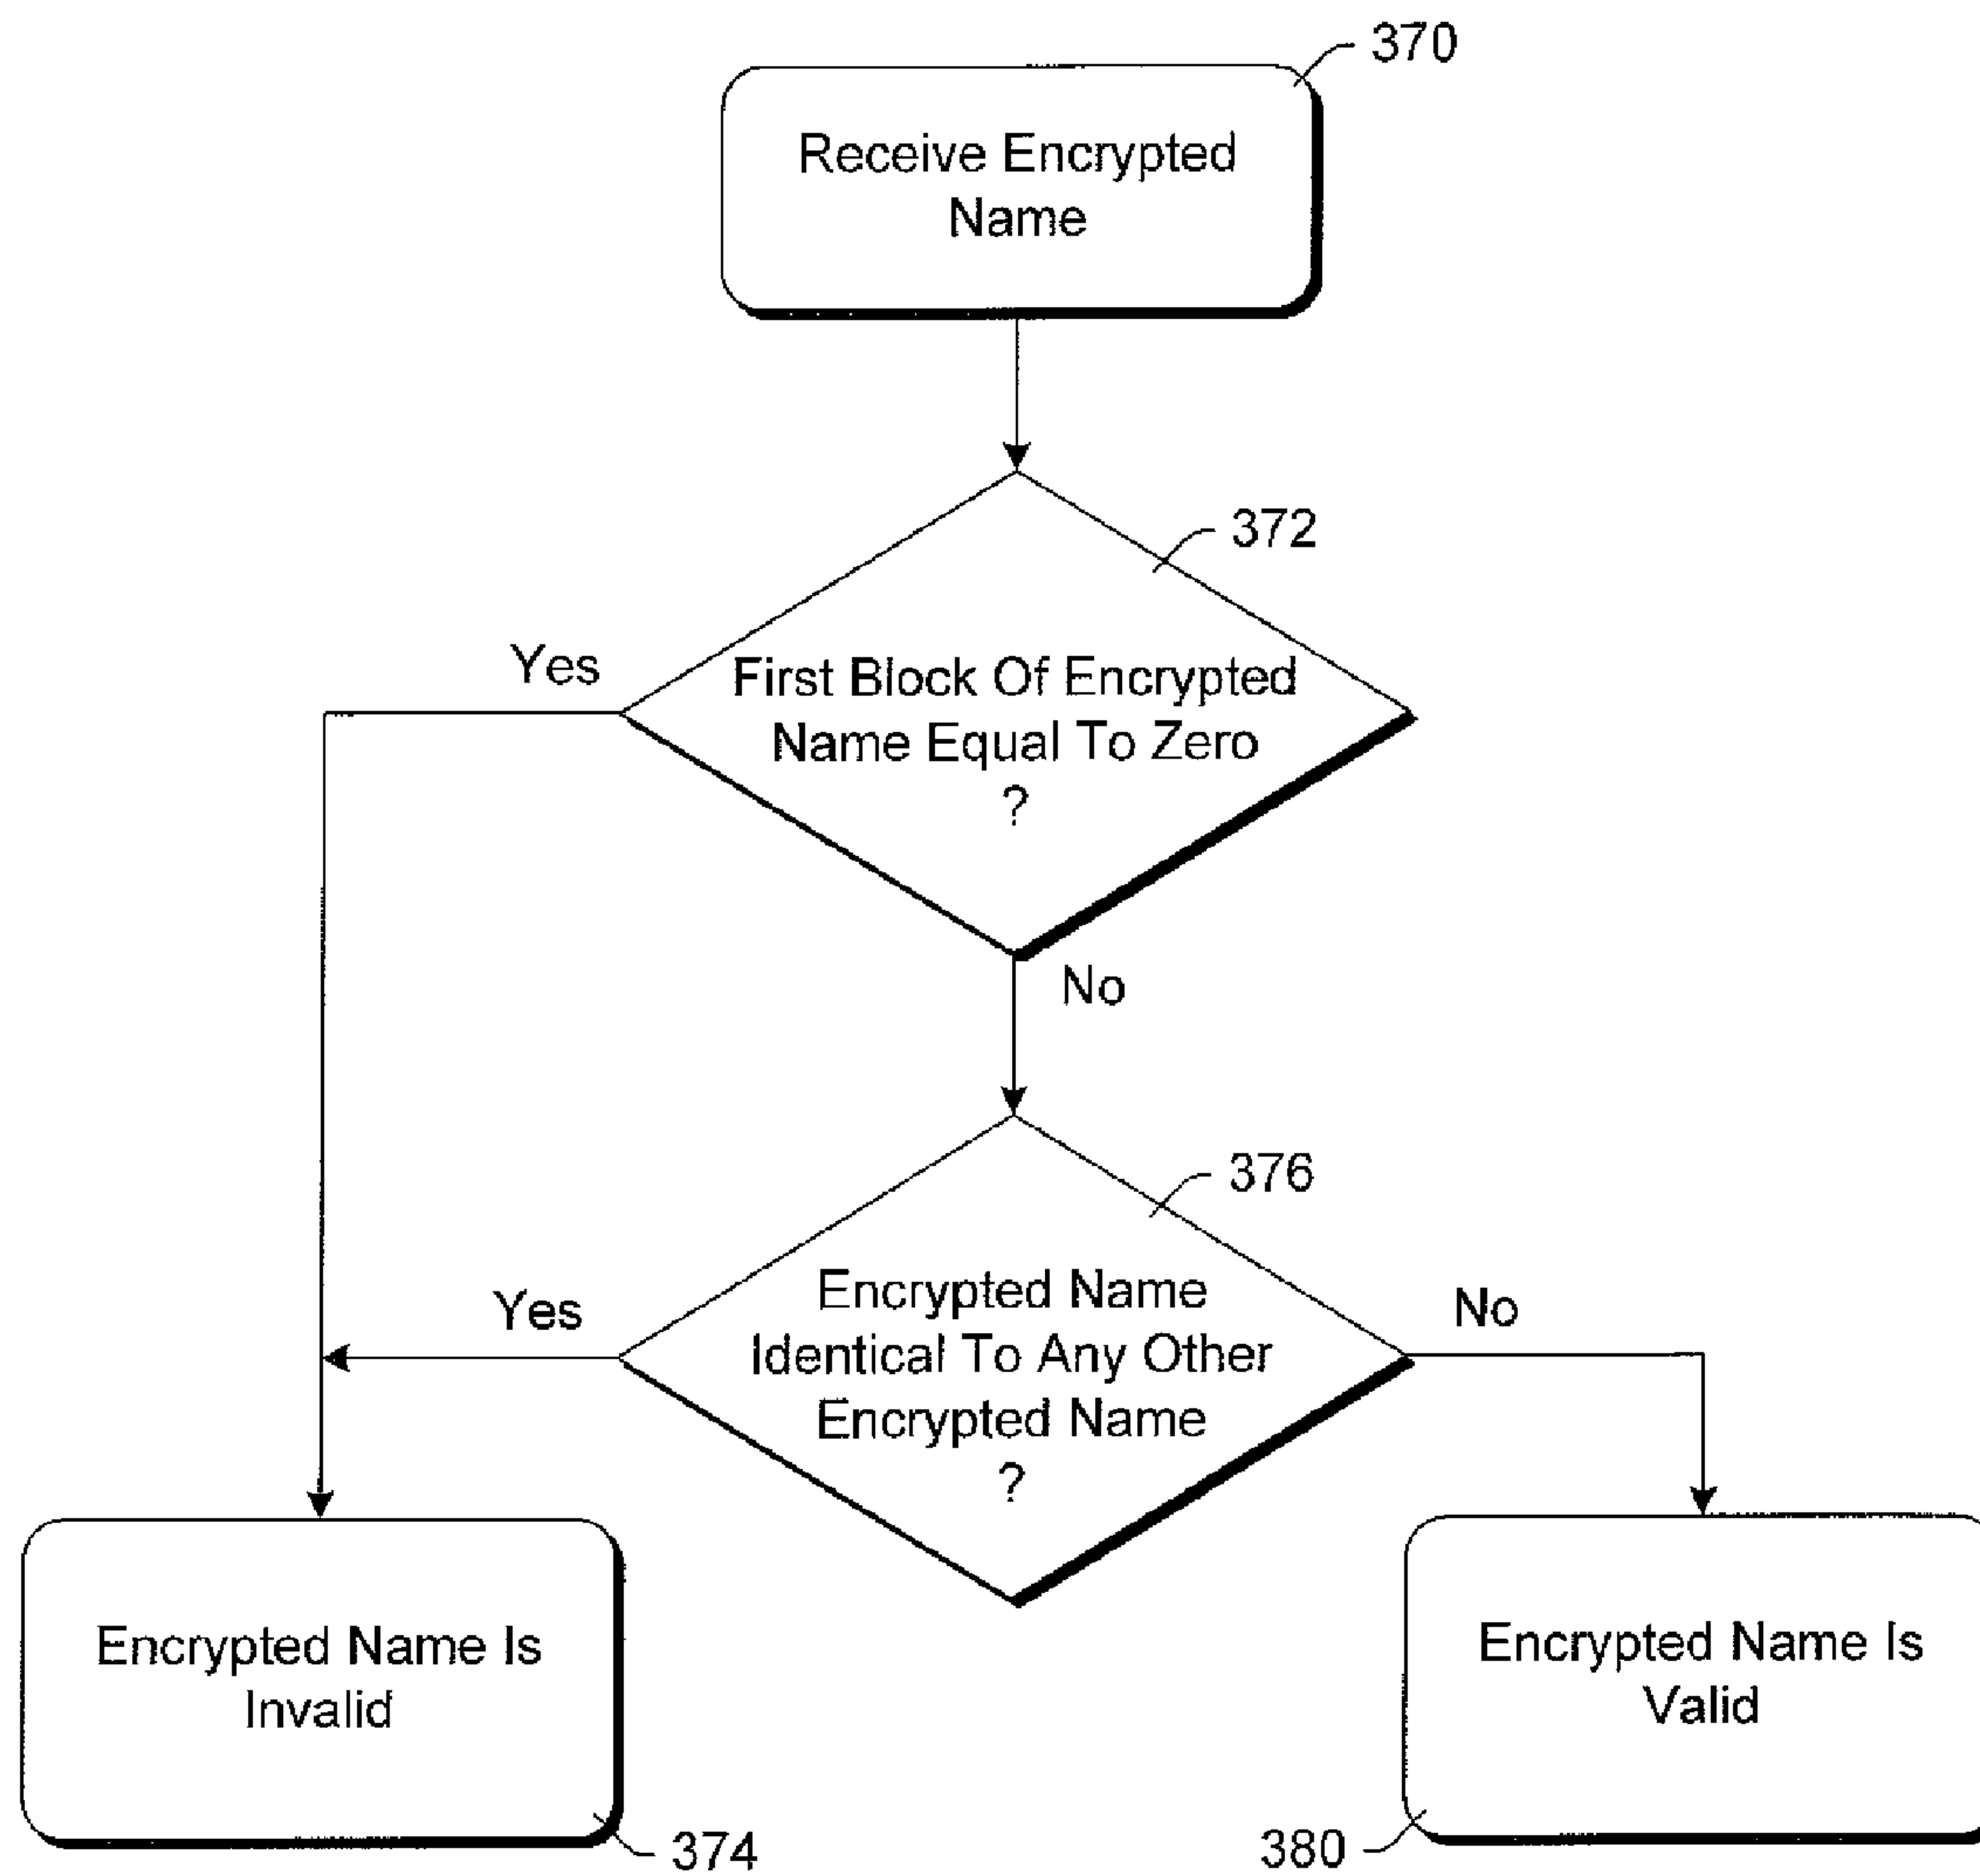 370
Receive Encrypted
Name
372
Yes
First Block Of Encrypted
Name Equal To Zero
?
No
376
Yes
Encrypted Name
Identical To Any Other
Encrypted Name
?
No
Encrypted Name Is
Invalid
374
Encrypted Name Is
Valid
380